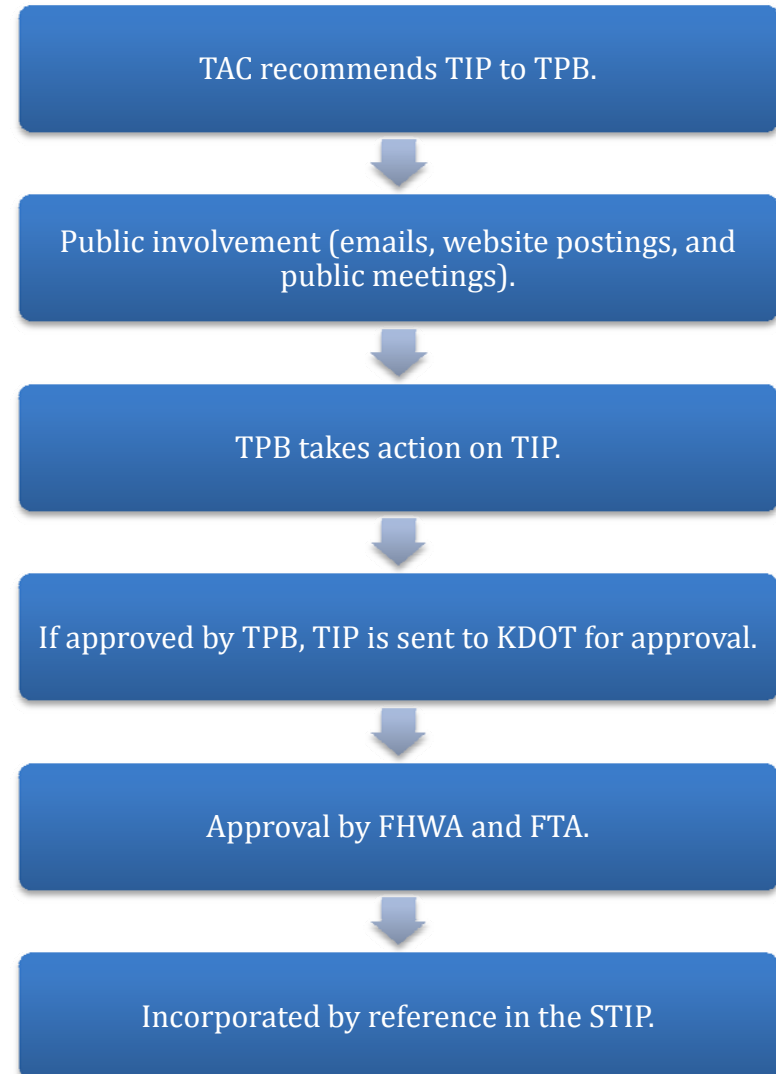 TAC recommends TIP to TPB.
Public involvement (emails, website postings, and
public meetings).
TPB takes action on TIP.
If approved by TPB, TIP is sent to KDOT for approval.
Approval by FHWA and FTA.
Incorporated by reference in the STIP.